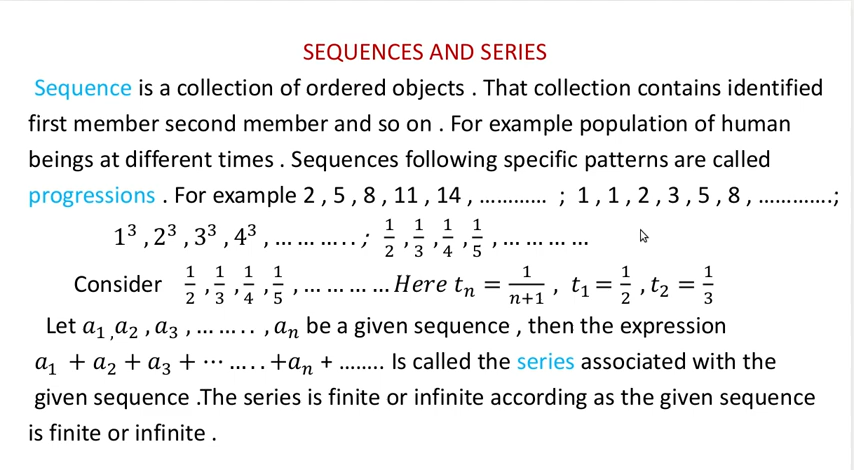 SEQUENCES AND SERIES
Sequence is a collection of ordered objects . That collection contains identified
first member second member and so on . For example population of human
beings at different times . Sequences following specific patterns are called
progressions . For example 2 , 5 , 8 , 11 , 14 , ………… ; 1 , 1 , 2 , 3 , 5 , 8 , ………….;
1³ , 2³ , 3³ , 4³ , … … … . . ; 1/2 , 1/3 , 1/4 , 1/5 , … … … …
Consider 1/2 , 1/3 , 1/4 , 1/5 , … … … … Here tₙ = 1/(n+1) , t₁ = 1/2 , t₂ = 1/3
Let a₁ , a₂ , a₃ , … … . . , aₙ be a given sequence , then the expression
a₁ + a₂ + a₃ + ⋯ … . . +aₙ + …….. Is called the series associated with the
given sequence .The series is finite or infinite according as the given sequence
is finite or infinite .